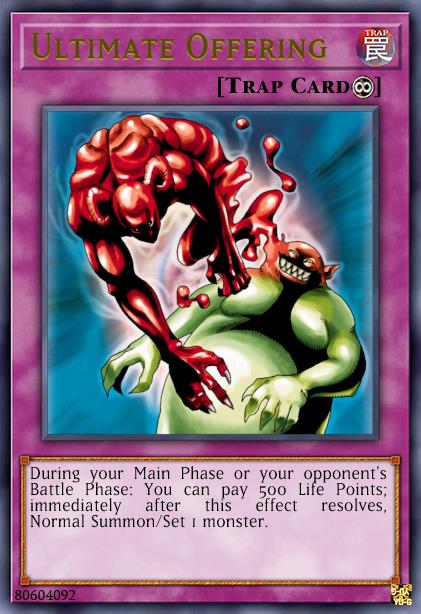 ULTIMATE OFFERING
TRAP
罠
[TRAP CARD♾]
During your Main Phase or your opponent's
Battle Phase: You can pay 500 Life Points;
immediately after this effect resolves,
Normal Summon/Set 1 monster.
80604092